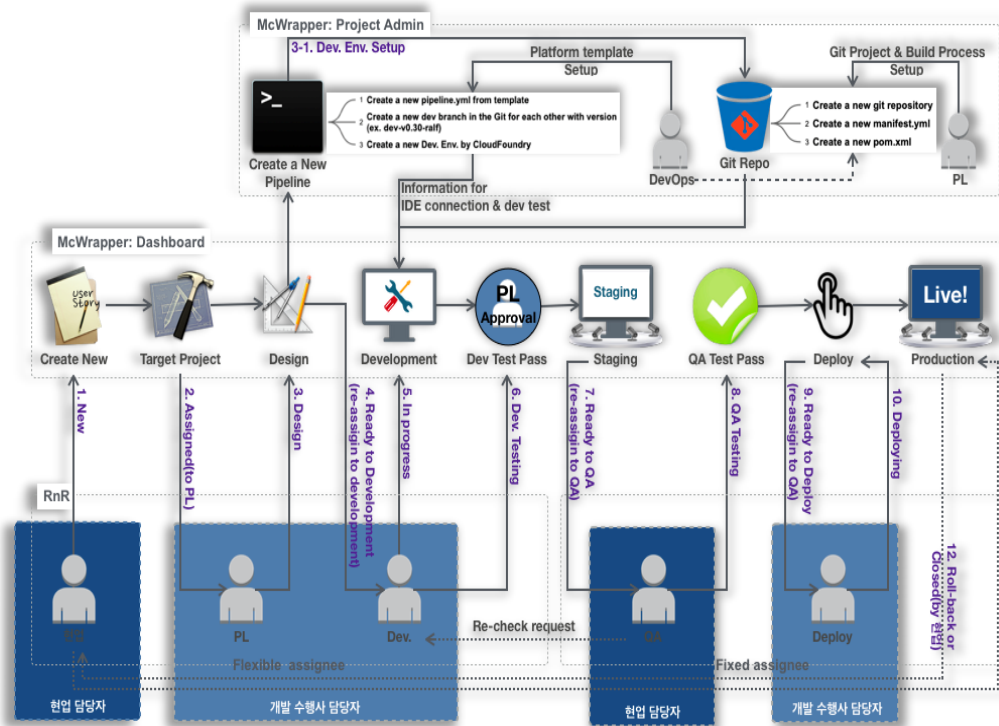 McWrapper: Project Admin
3-1. Dev. Env. Setup
Platform template
Setup
Git Project & Build Process
Setup
>_
1 Create a new pipeline.yml from template
2 Create a new dev branch in the Git for each other with version
(ex. dev-v0.30-ralf)
3 Create a new Dev. Env. by CloudFoundry
1 Create a new git repository
2 Create a new manifest.yml
3 Create a new pom.xml
Create a New
Pipeline
DevOps
Git Repo
PL
Information for
IDE connection & dev test
McWrapper: Dashboard
User
Story
PL
Approval
Staging
Live!
Create New
Target Project
Design
Development
Dev Test Pass
Staging
QA Test Pass
Deploy
Production
1. New
2. Assigned(to PL)
3. Design
4. Ready to Development
(re-assigin to development)
5. In progress
6. Dev. Testing
7. Ready to QA
(re-assigin to QA)
8. QA Testing
9. Ready to Deploy
(re-assigin to QA)
10. Deploying
12. Roll-back or
Closed(by 현업)
RnR
PL
Dev.
Re-check request
QA
Deploy
Flexible assignee
Fixed assignee
현업 담당자
개발 수행사 담당자
현업 담당자
개발 수행사 담당자